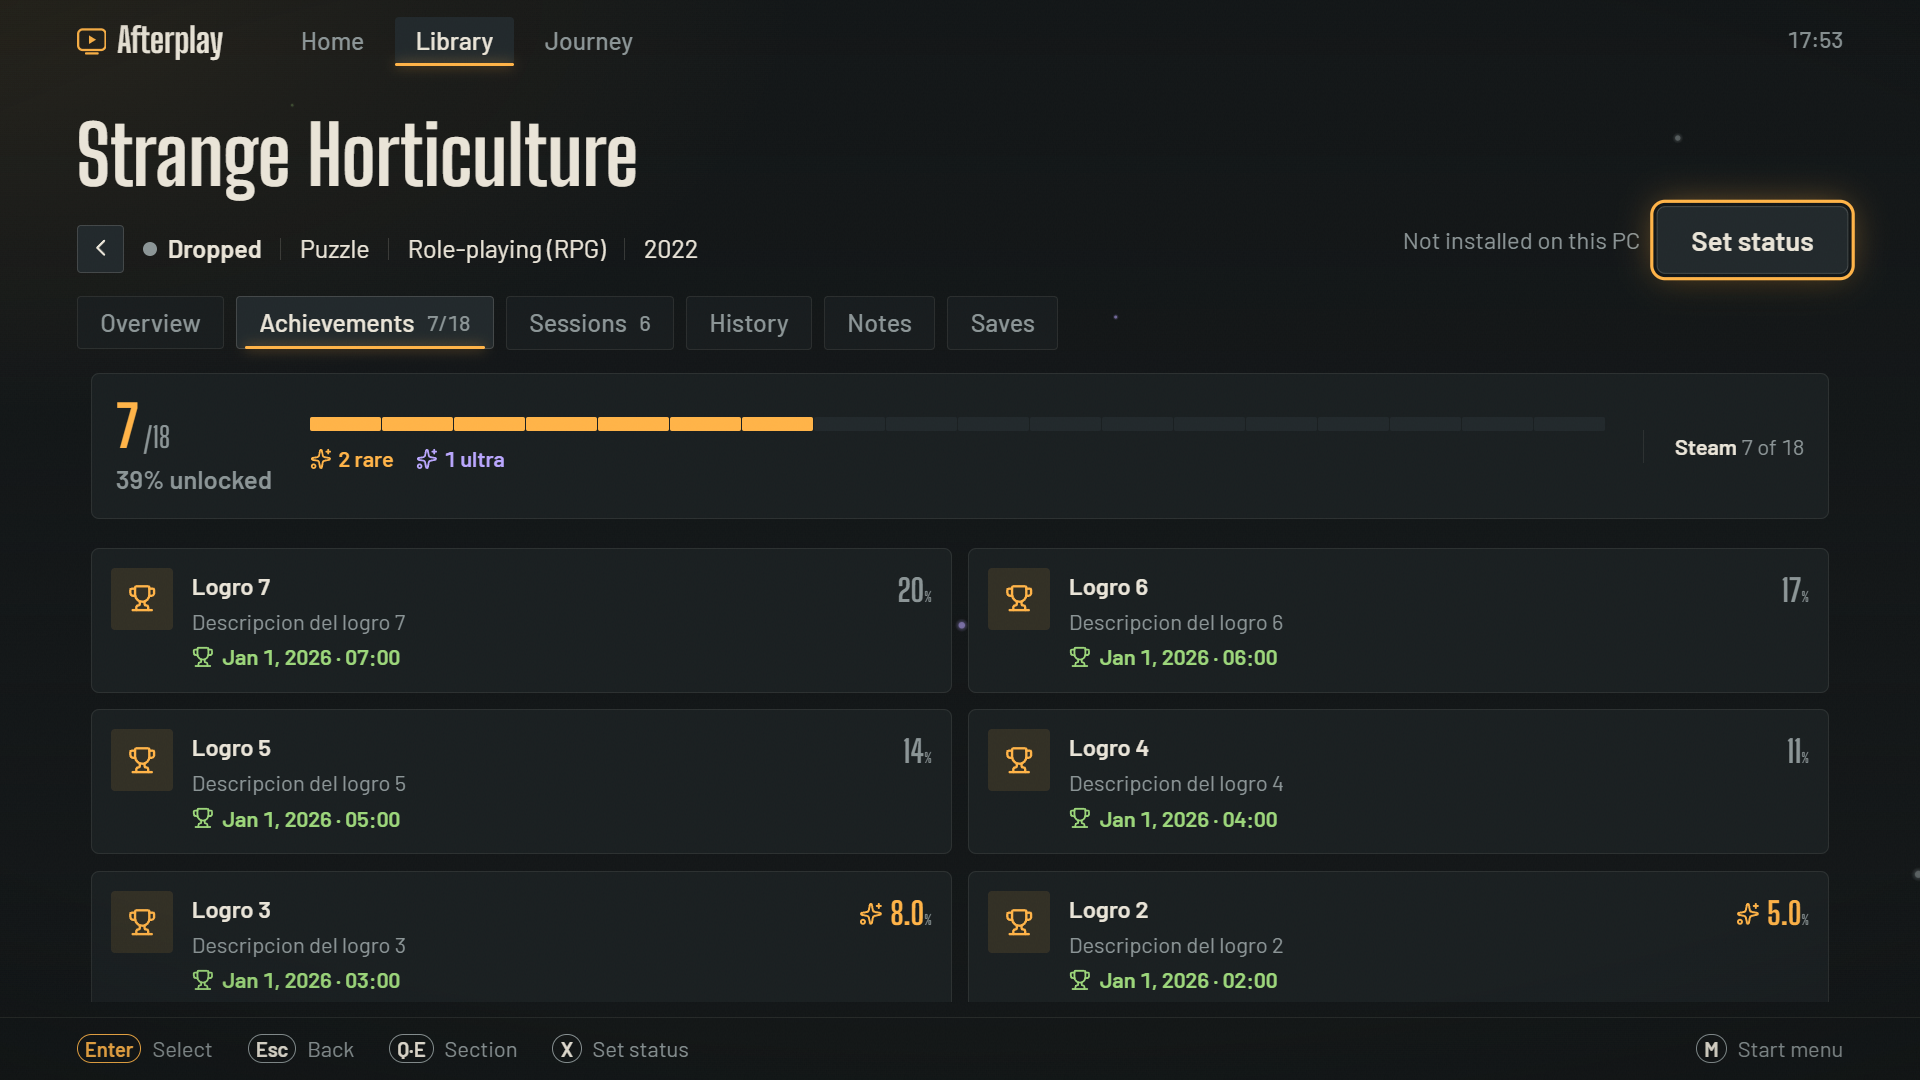 Afterplay
Home
Library
Journey
17:53
Strange Horticulture
Dropped
Puzzle
Role-playing (RPG)
2022
Not installed on this PC
Set status
Overview
Achievements 7/18
Sessions 6
History
Notes
Saves
7/18
39% unlocked
2 rare
1 ultra
Steam 7 of 18
Logro 7
20%
Descripcion del logro 7
Jan 1, 2026 · 07:00
Logro 6
17%
Descripcion del logro 6
Jan 1, 2026 · 06:00
Logro 5
14%
Descripcion del logro 5
Jan 1, 2026 · 05:00
Logro 4
11%
Descripcion del logro 4
Jan 1, 2026 · 04:00
Logro 3
8.0%
Descripcion del logro 3
Jan 1, 2026 · 03:00
Logro 2
5.0%
Descripcion del logro 2
Jan 1, 2026 · 02:00
Enter Select
Esc Back
Q·E Section
X Set status
M Start menu